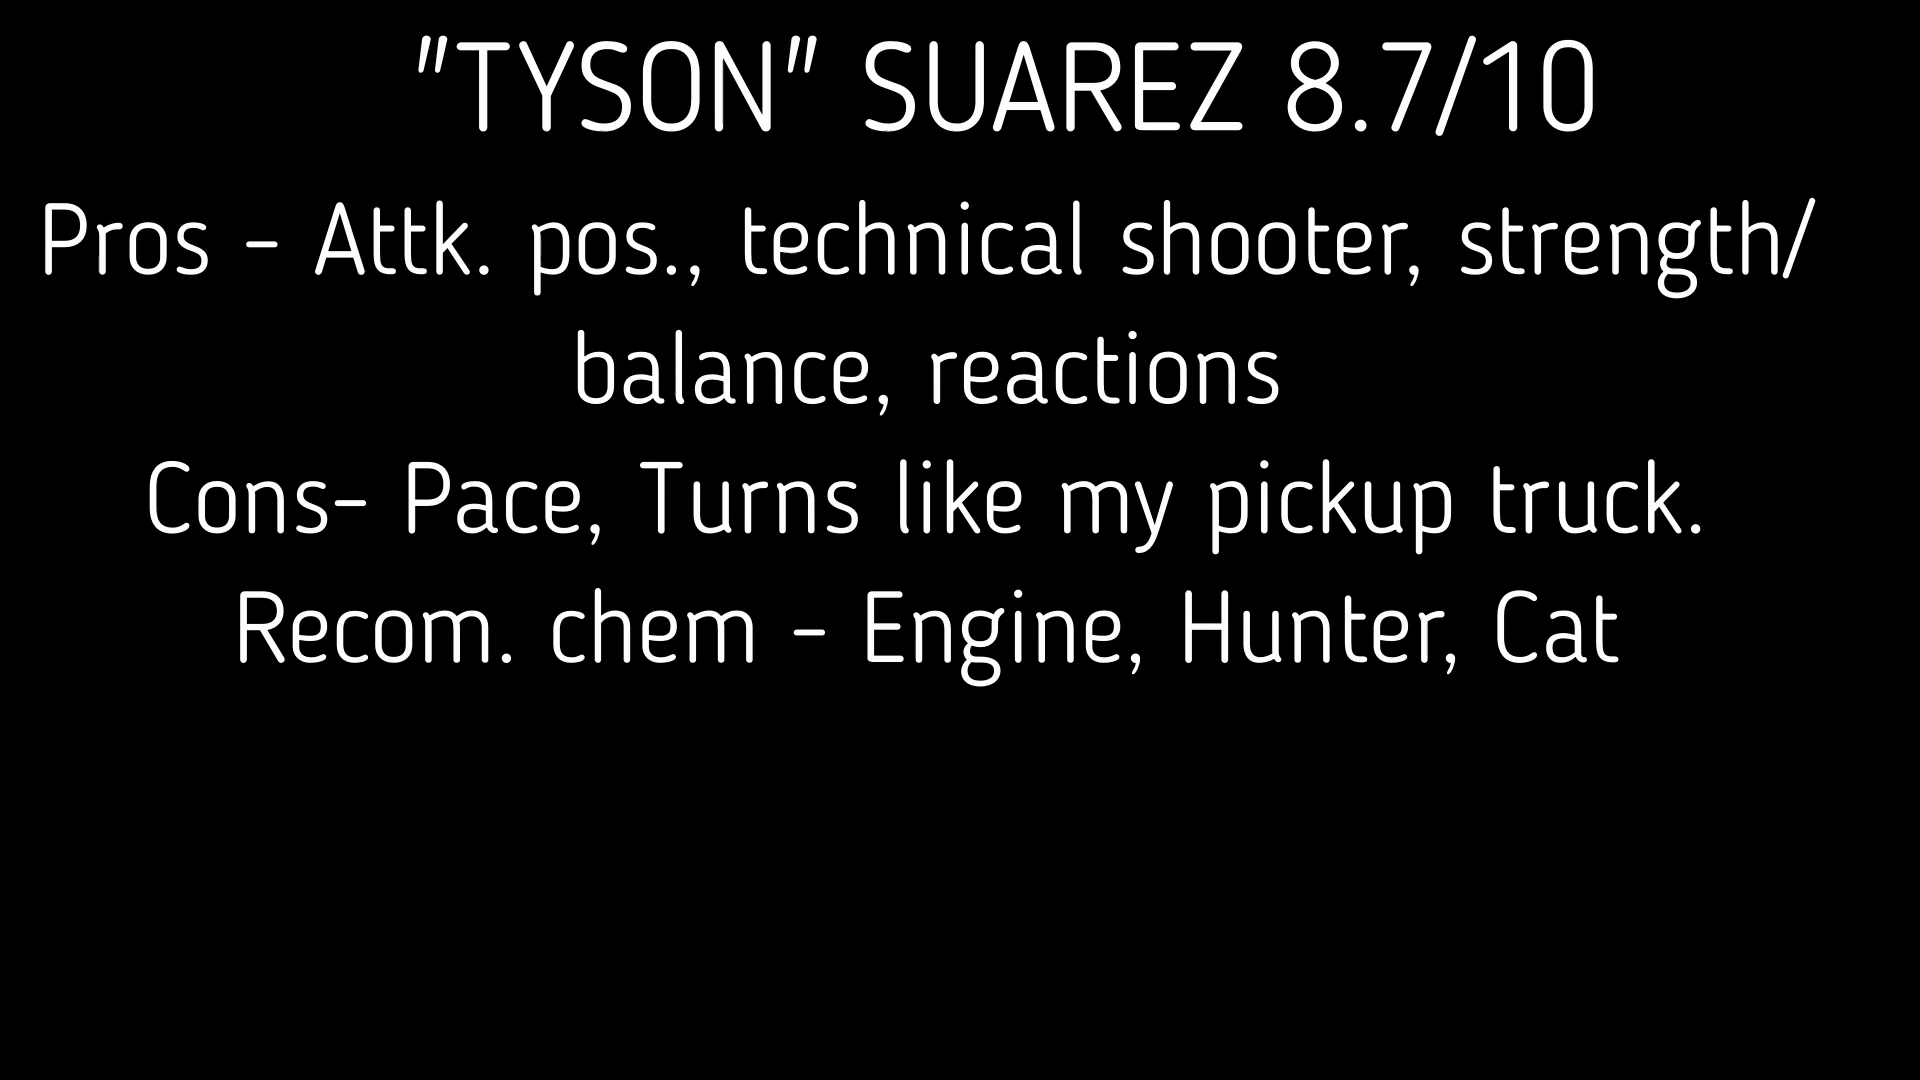 "TYSON" SUAREZ 8.7/10
Pros - Attk. pos., technical shooter, strength/
balance, reactions
Cons- Pace, Turns like my pickup truck.
Recom. chem - Engine, Hunter, Cat